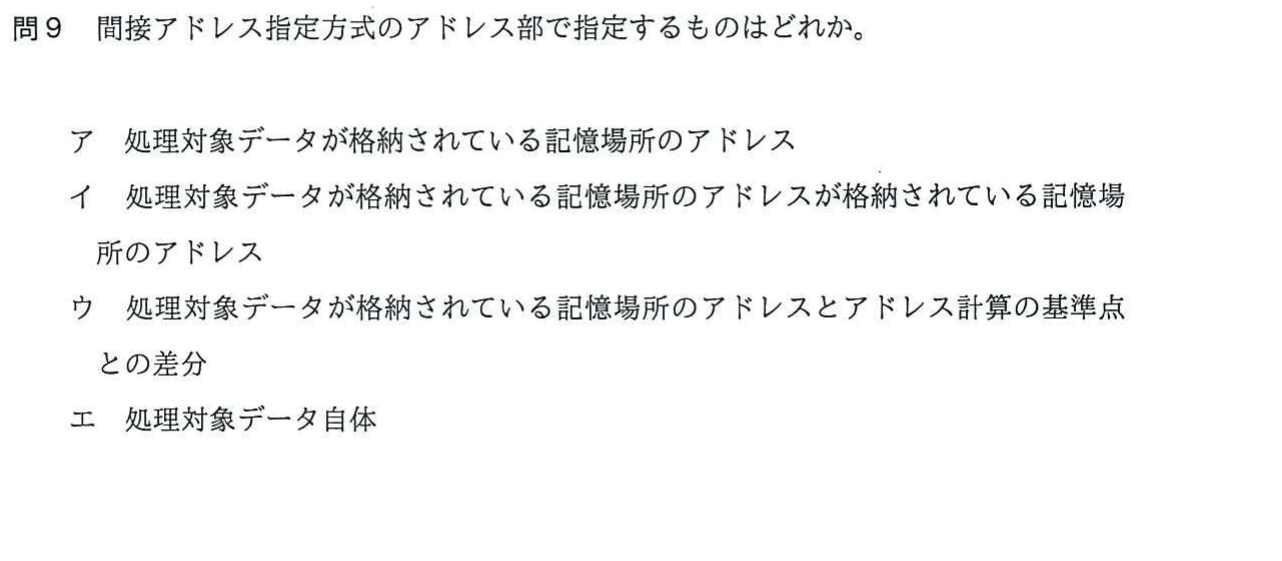 問９　間接アドレス指定方式のアドレス部で指定するものはどれか。
ア　処理対象データが格納されている記憶場所のアドレス
イ　処理対象データが格納されている記憶場所のアドレスが格納されている記憶場
所のアドレス
ウ　処理対象データが格納されている記憶場所のアドレスとアドレス計算の基準点
との差分
エ　処理対象データ自体